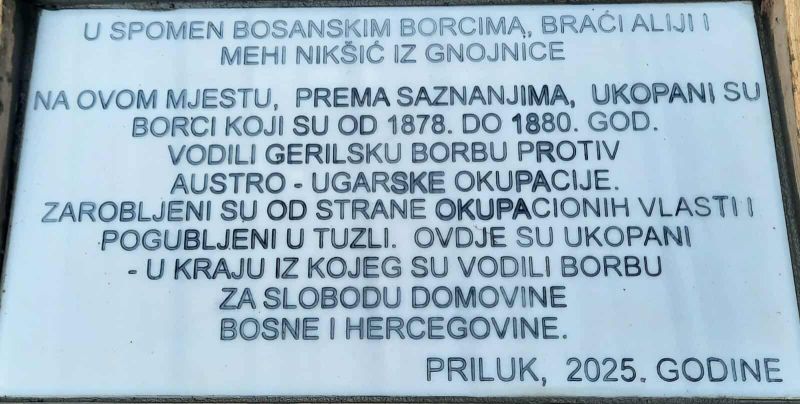 U SPOMEN BOSANSKIM BORCIMA, BRAĆI ALIJI I
MEHI NIKŠIĆ IZ GNOJNICE
NA OVOM MJESTU, PREMA SAZNANJIMA, UKOPANI SU
BORCI KOJI SU OD 1878. DO 1880. GOD.
VODILI GERILSKU BORBU PROTIV
AUSTRO - UGARSKE OKUPACIJE.
ZAROBLJENI SU OD STRANE OKUPACIONIH VLASTI I
POGUBLJENI U TUZLI. OVDJE SU UKOPANI
- U KRAJU IZ KOJEG SU VODILI BORBU
ZA SLOBODU DOMOVINE
BOSNE I HERCEGOVINE.
PRILUK, 2025. GODINE